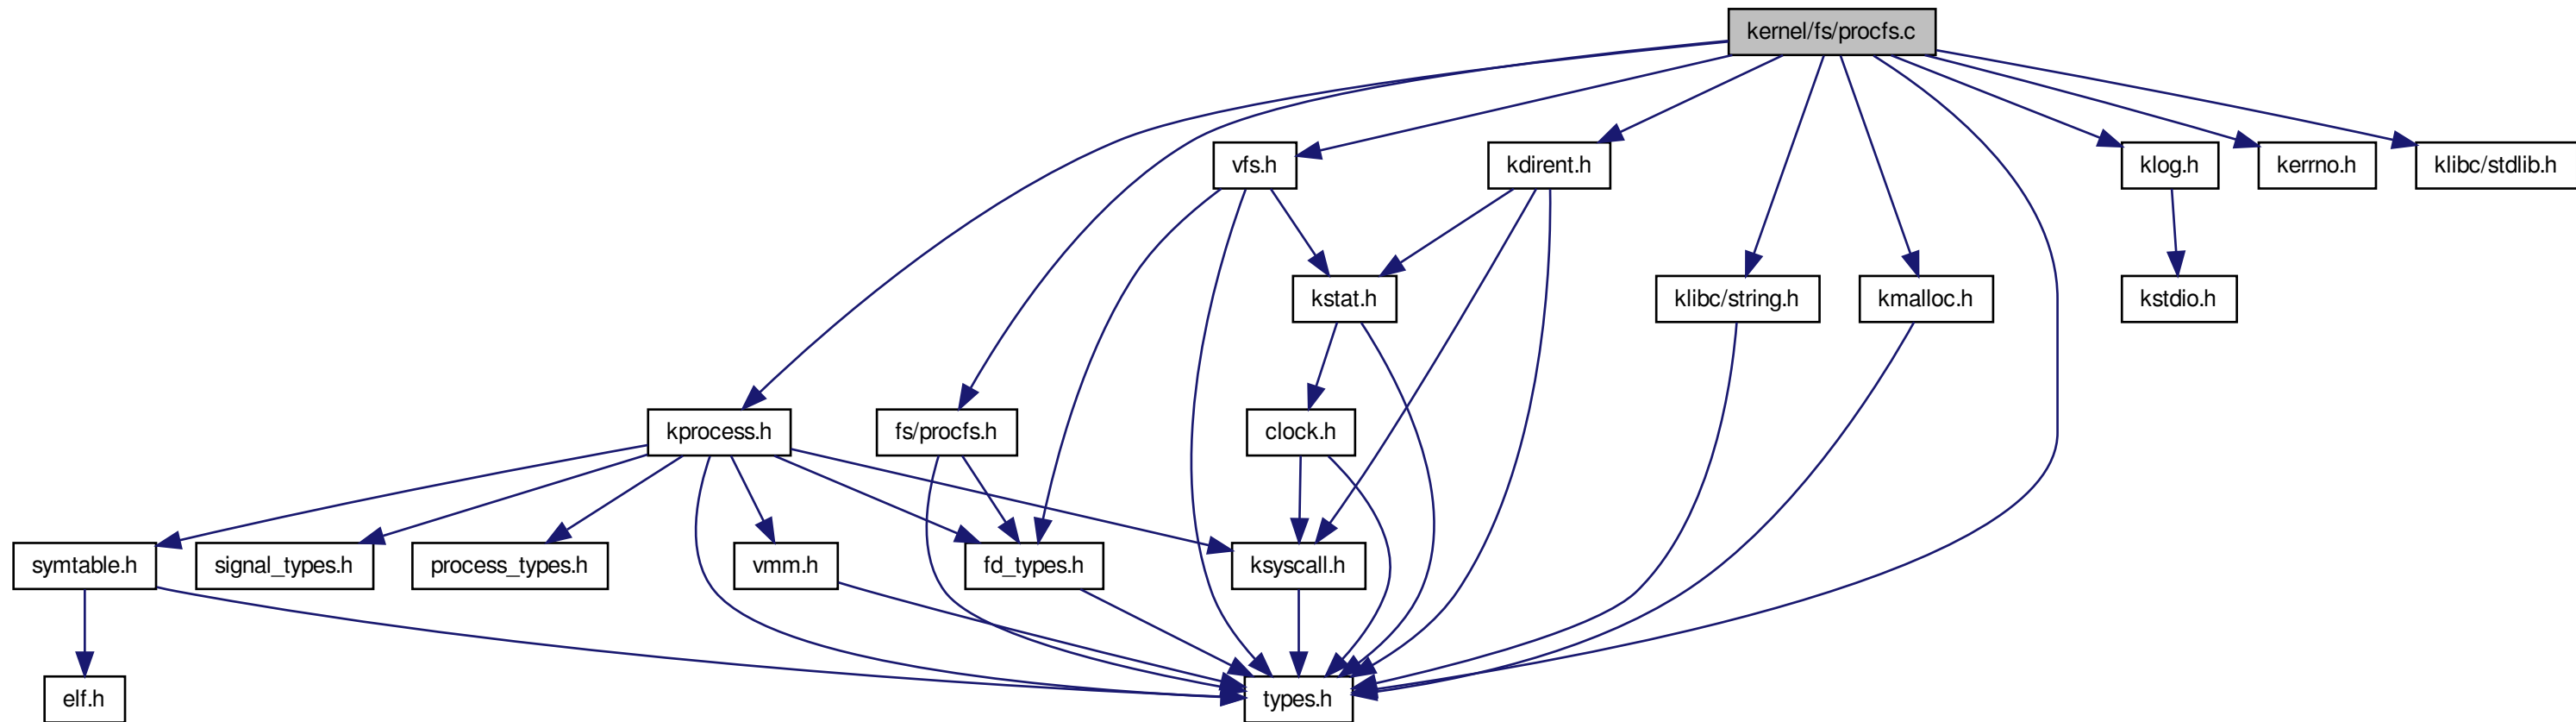 kernel/fs/procfs.c
vfs.h
kdirent.h
klog.h
kerrno.h
klibc/stdlib.h
kstat.h
klibc/string.h
kmalloc.h
kstdio.h
kprocess.h
fs/procfs.h
clock.h
symtable.h
signal_types.h
process_types.h
vmm.h
fd_types.h
ksyscall.h
elf.h
types.h